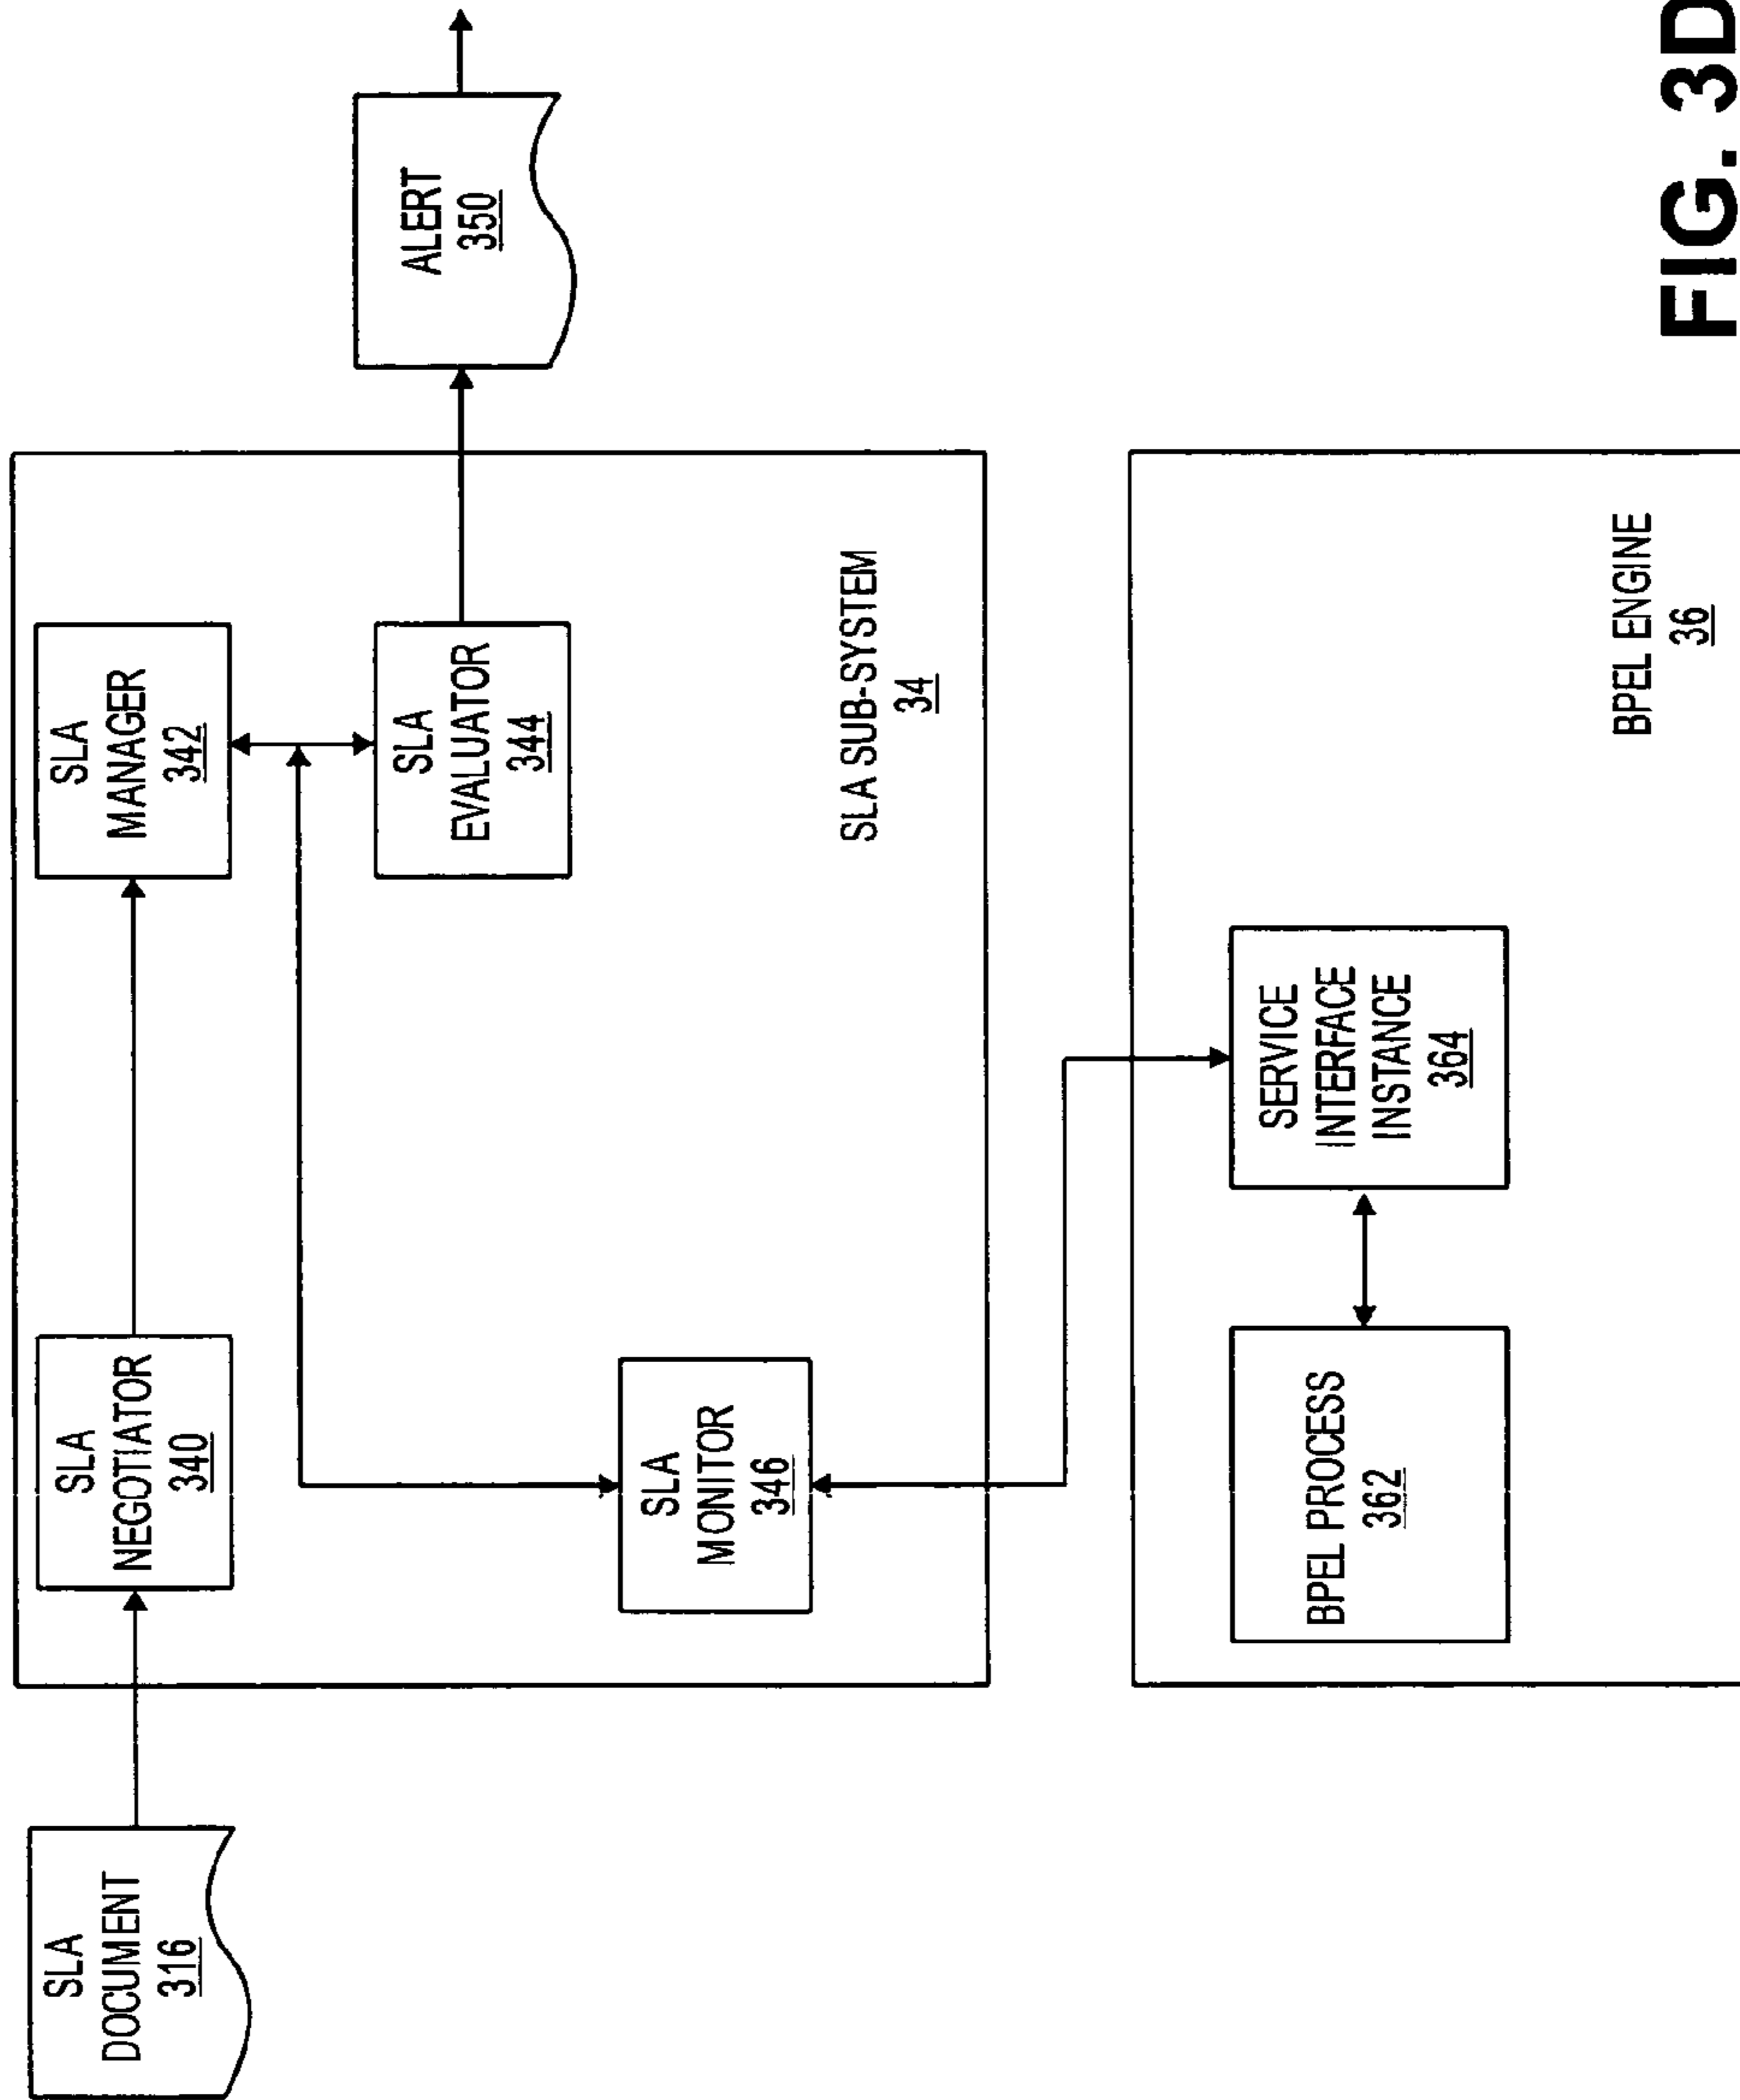 SLA
DOCUMENT
316
SLA
NEGOTIATOR
340
SLA
MANAGER
342
SLA
EVALUATOR
344
ALERT
350
SLA
MONITOR
346
SLA SUB-SYSTEM
34
BPEL PROCESS
362
SERVICE
INTERFACE
INSTANCE
364
BPEL ENGINE
36
FIG. 3D